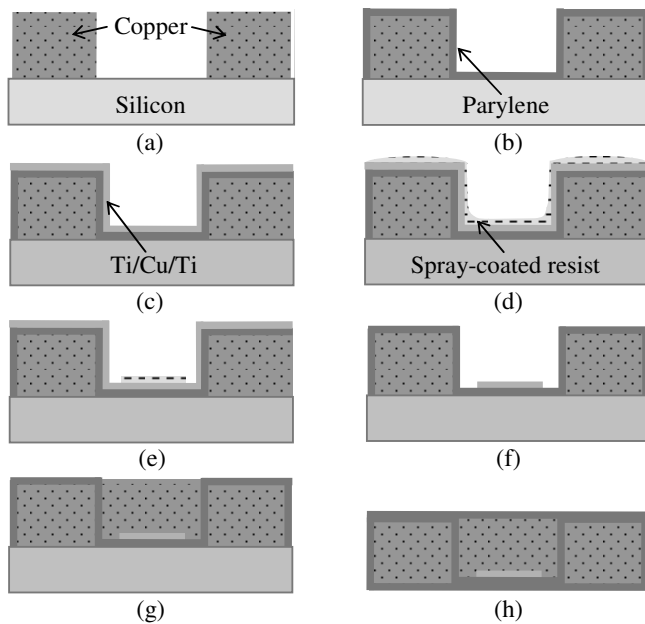 Copper
Silicon
Parylene
(a)
(b)
Ti/Cu/Ti
Spray-coated resist
(c)
(d)
(e)
(f)
(g)
(h)